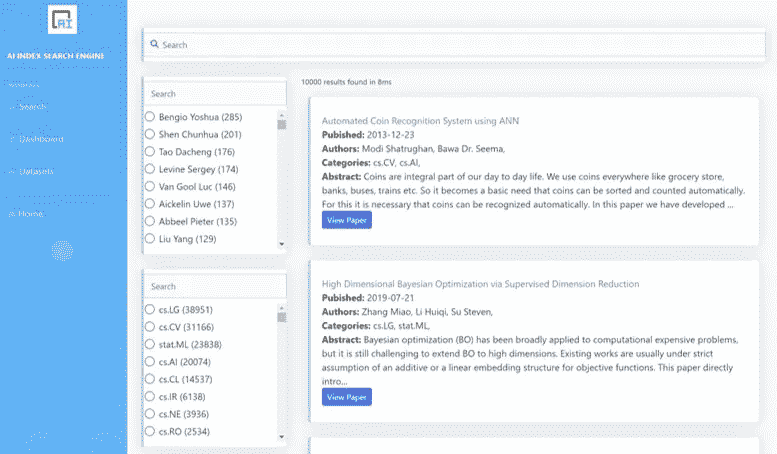 AI
AI INDEX SEARCH ENGINE
Search
Dashboard
Datasets
Home
Search
10000 results found in 8ms
Search
Bengio Yoshua (285)
Shen Chunhua (201)
Tao Dacheng (176)
Levine Sergey (174)
Van Gool Luc (146)
Aickelin Uwe (137)
Abbeel Pieter (135)
Liu Yang (129)
Search
cs.LG (38951)
cs.CV (31166)
stat.ML (23838)
cs.AI (20074)
cs.CL (14537)
cs.IR (6138)
cs.NE (3936)
cs.RO (2534)
Automated Coin Recognition System using ANN
Pubished: 2013-12-23
Authors: Modi Shatrughan, Bawa Dr. Seema,
Categories: cs.CV, cs.AI,
Abstract: Coins are integral part of our day to day life. We use coins everywhere like grocery store,
banks, buses, trains etc. So it becomes a basic need that coins can be sorted and counted automatically.
For this it is necessary that coins can be recognized automatically. In this paper we have developed ...
View Paper
High Dimensional Bayesian Optimization via Supervised Dimension Reduction
Pubished: 2019-07-21
Authors: Zhang Miao, Li Huiqi, Su Steven,
Categories: cs.LG, stat.ML,
Abstract: Bayesian optimization (BO) has been broadly applied to computational expensive problems,
but it is still challenging to extend BO to high dimensions. Existing works are usually under strict
assumption of an additive or a linear embedding structure for objective functions. This paper directly
intro...
View Paper